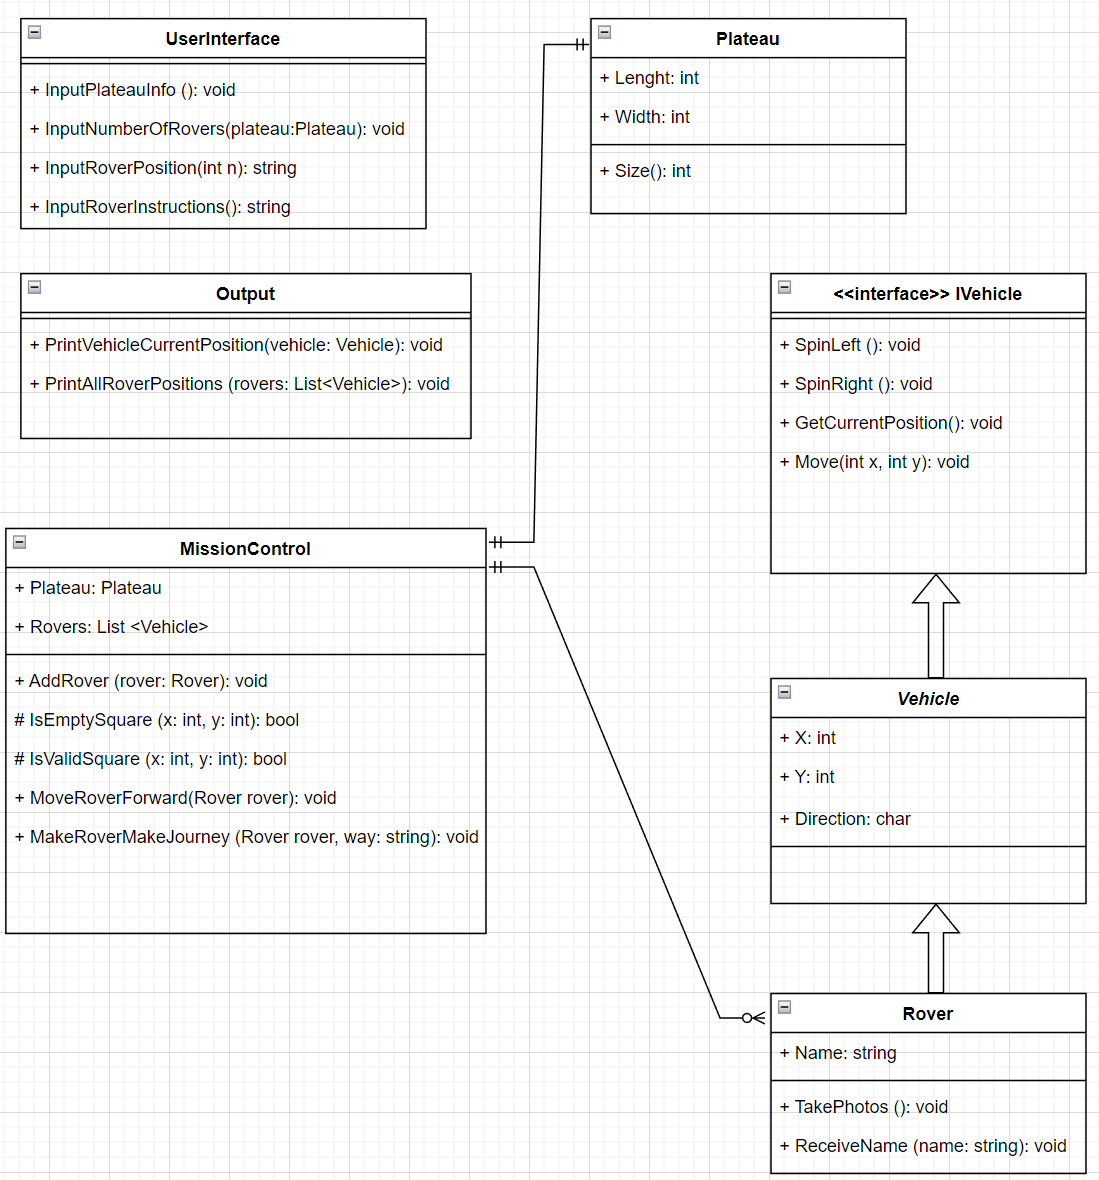 UserInterface
+ InputPlateauInfo (): void
+ InputNumberOfRovers(plateau:Plateau): void
+ InputRoverPosition(int n): string
+ InputRoverInstructions(): string
Plateau
+ Lenght: int
+ Width: int
+ Size(): int
Output
+ PrintVehicleCurrentPosition(vehicle: Vehicle): void
+ PrintAllRoverPositions (rovers: List<Vehicle>): void
<<interface>> IVehicle
+ SpinLeft (): void
+ SpinRight (): void
+ GetCurrentPosition(): void
+ Move(int x, int y): void
MissionControl
+ Plateau: Plateau
+ Rovers: List <Vehicle>
+ AddRover (rover: Rover): void
# IsEmptySquare (x: int, y: int): bool
# IsValidSquare (x: int, y: int): bool
+ MoveRoverForward(Rover rover): void
+ MakeRoverMakeJourney (Rover rover, way: string): void
Vehicle
+ X: int
+ Y: int
+ Direction: char
Rover
+ Name: string
+ TakePhotos (): void
+ ReceiveName (name: string): void